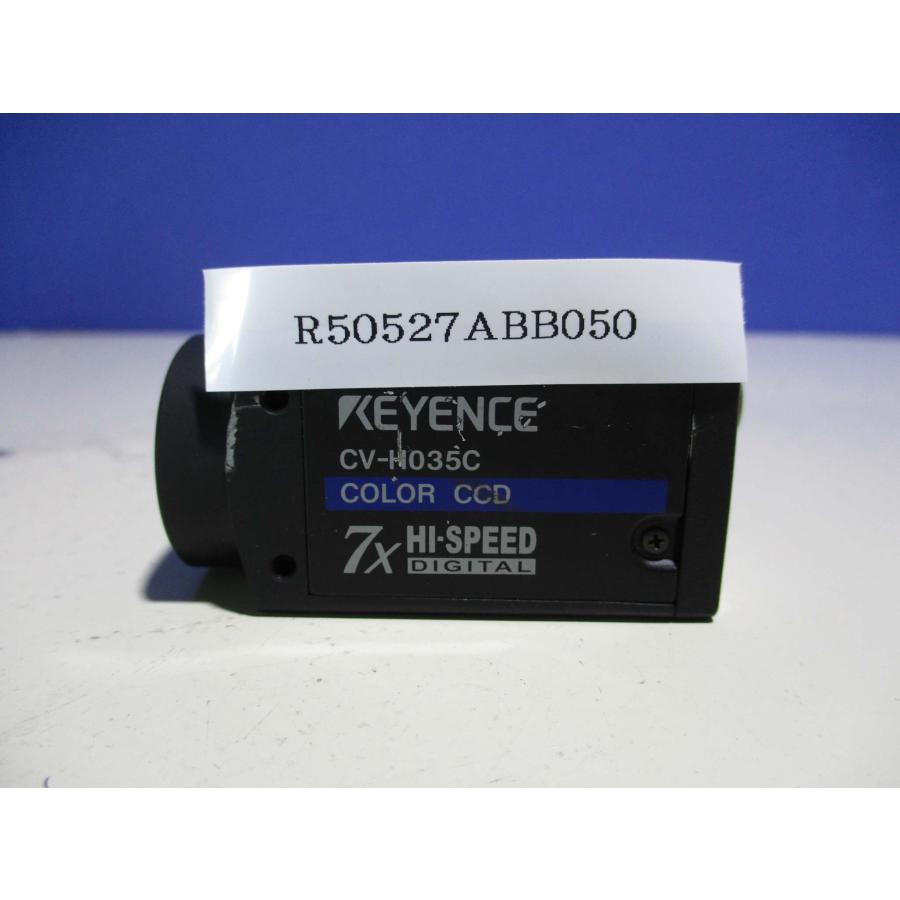 R50527ABB050
KEYENCE
CV-H035C
COLOR CCD
7x HI-SPEED
DIGITAL